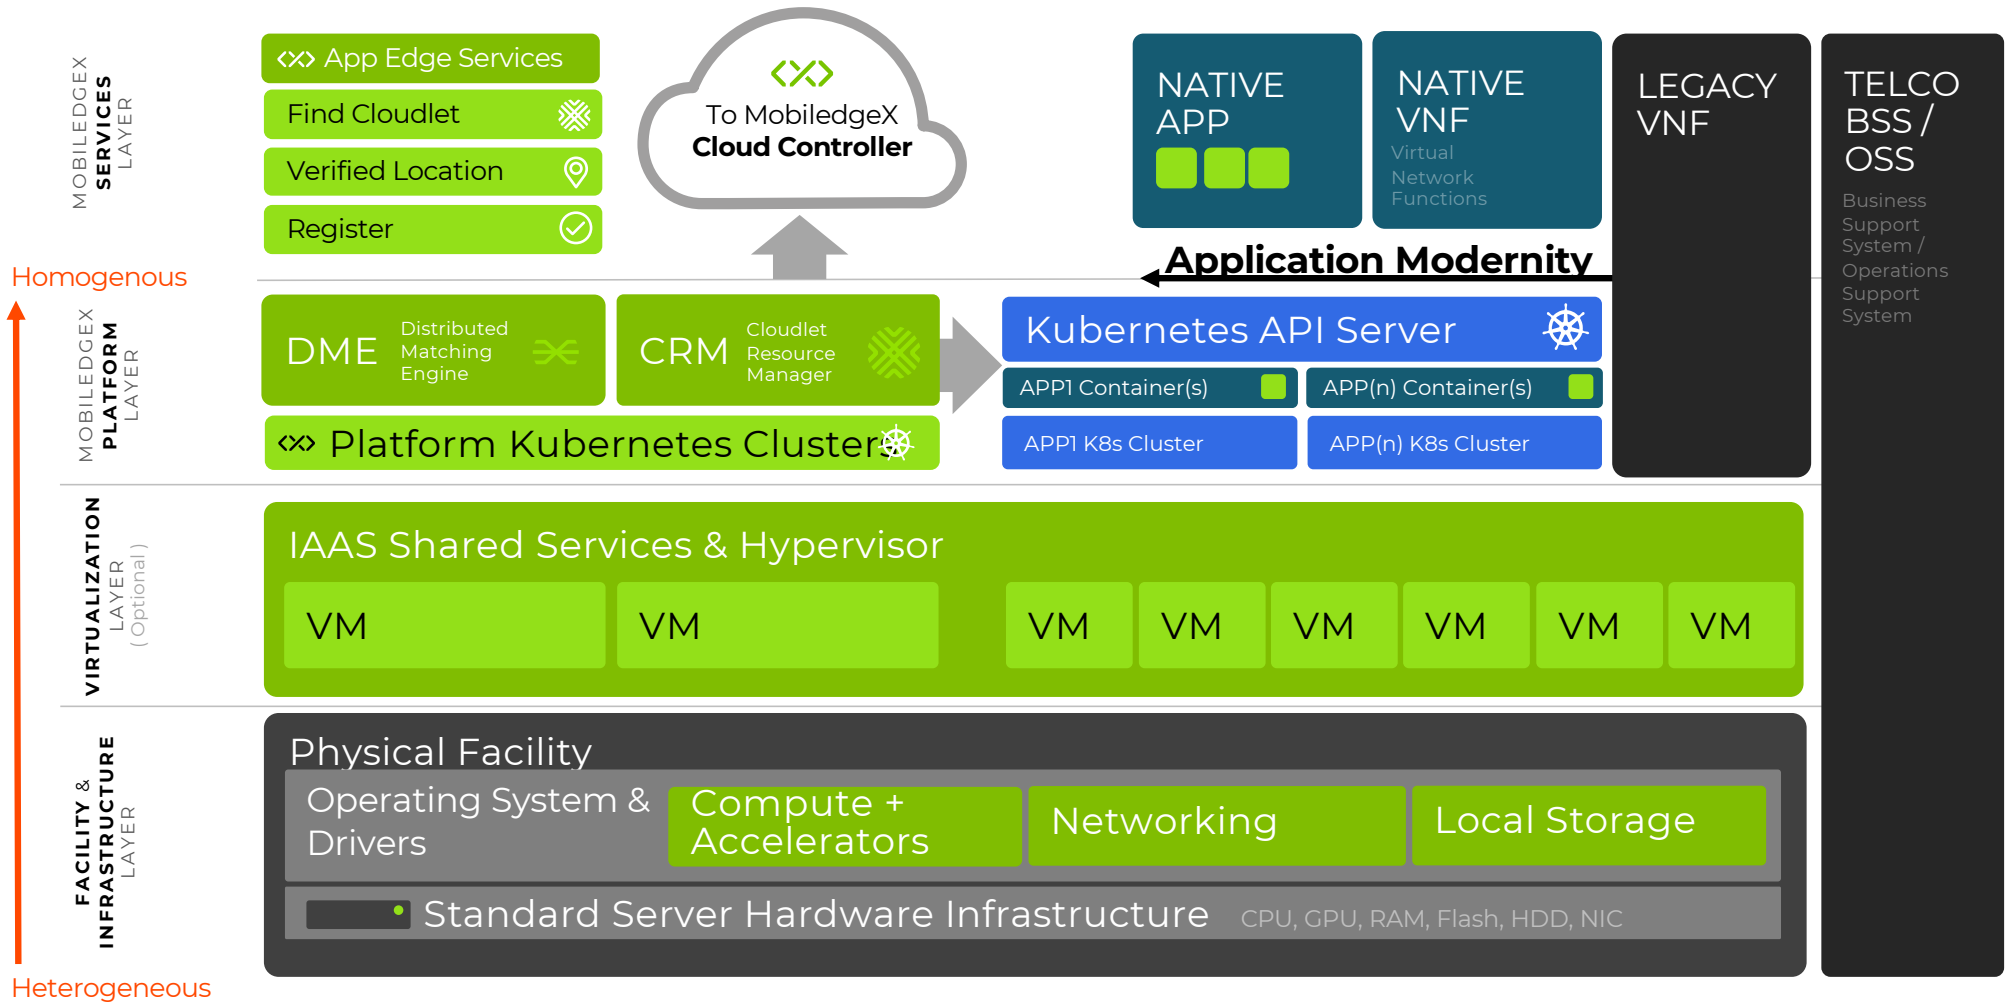 MOBILEDGEX
SERVICES
LAYER
App Edge Services
Find Cloudlet
Verified Location
Register
To MobiledgeX
Cloud Controller
NATIVE
APP
NATIVE
VNF
Virtual
Network
Functions
LEGACY
VNF
TELCO
BSS /
OSS
Business
Support
System /
Operations
Support
System
Application Modernity
Homogenous
MOBILEDGEX
PLATFORM
LAYER
DME
Distributed
Matching
Engine
CRM
Cloudlet
Resource
Manager
Platform Kubernetes Clusters
Kubernetes API Server
APP1 Container(s)
APP(n) Container(s)
APP1 K8s Cluster
APP(n) K8s Cluster
VIRTUALIZATION
LAYER
( Optional )
IAAS Shared Services & Hypervisor
VM
VM
VM
VM
VM
VM
VM
VM
FACILITY &
INFRASTRUCTURE
LAYER
Physical Facility
Operating System &
Drivers
Compute +
Accelerators
Networking
Local Storage
Standard Server Hardware Infrastructure
CPU, GPU, RAM, Flash, HDD, NIC
Heterogeneous